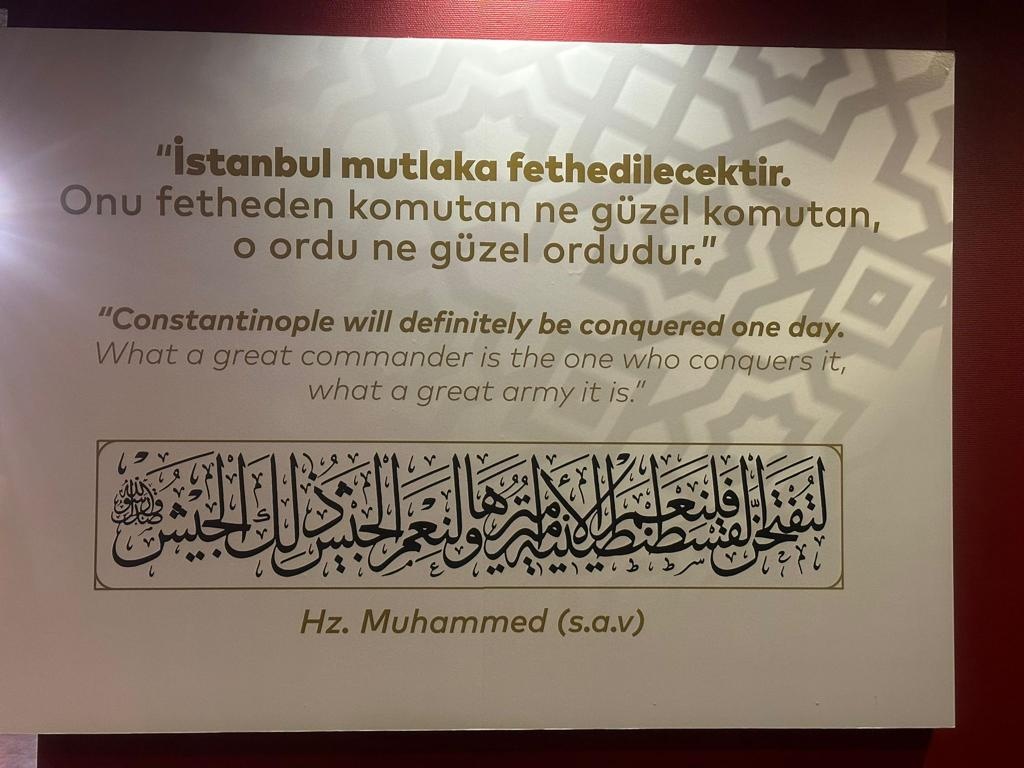 “İstanbul mutlaka fethedilecektir.
Onu fetheden komutan ne güzel komutan,
o ordu ne güzel ordudur.”
“Constantinople will definitely be conquered one day.
What a great commander is the one who conquers it,
what a great army it is.”
لتفتحن القسطنطينية فلنعم الأمير أميرها ولنعم الجيش ذلك الجيش
Hz. Muhammed (s.a.v)